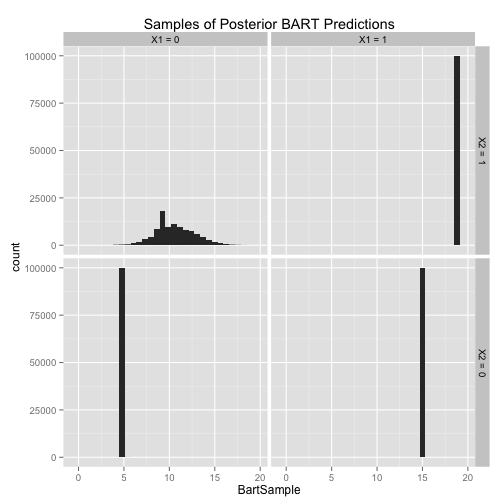 Samples of Posterior BART Predictions
X1 = 0
X1 = 1
100000
75000
50000
25000
0
X2 = 1
100000
75000
50000
25000
0
X2 = 0
count
0 5 10 15 20
0 5 10 15 20
BartSample